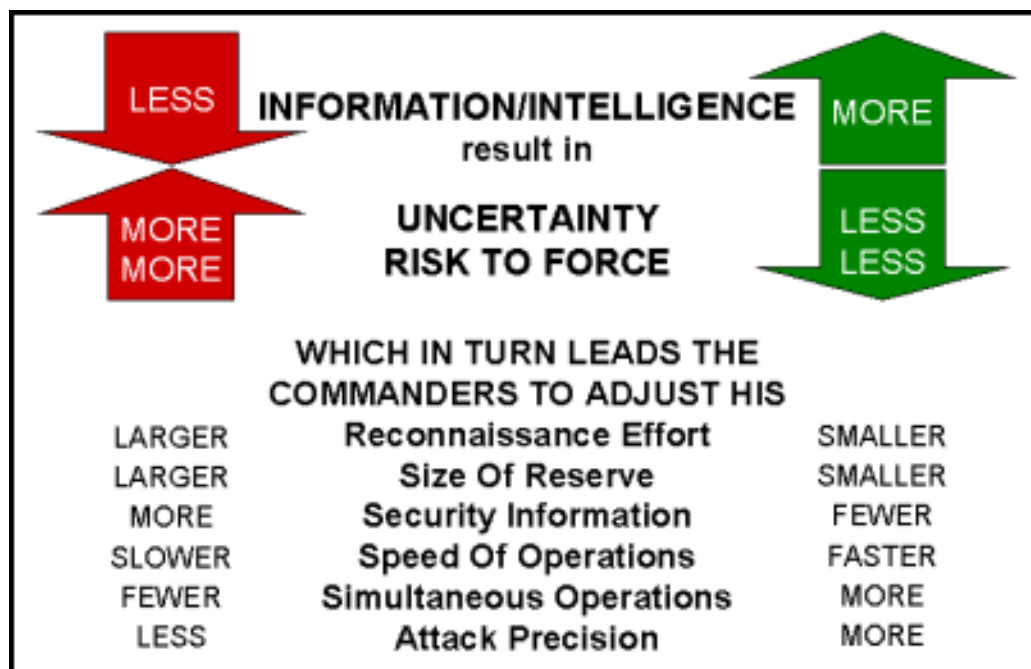 LESS INFORMATION/INTELLIGENCE MORE
result in
MORE UNCERTAINTY LESS
MORE RISK TO FORCE LESS
WHICH IN TURN LEADS THE
COMMANDERS TO ADJUST HIS
LARGER Reconnaissance Effort SMALLER
LARGER Size Of Reserve SMALLER
MORE Security Information FEWER
SLOWER Speed Of Operations FASTER
FEWER Simultaneous Operations MORE
LESS Attack Precision MORE